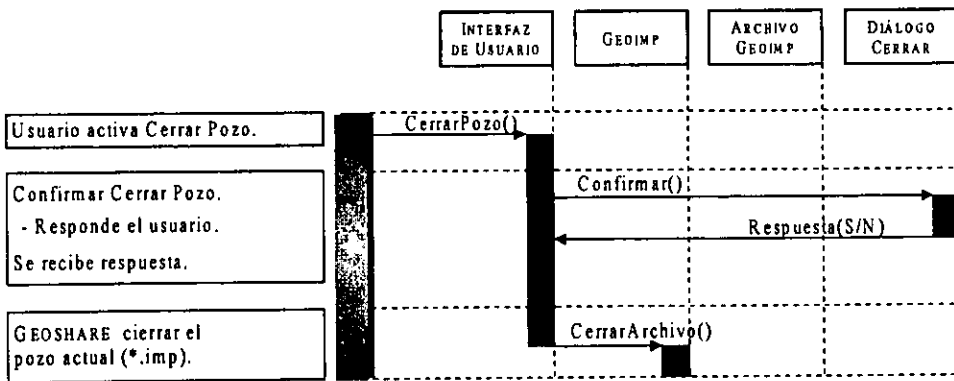 INTERFAZ
DE USUARIO
GEOIMP
ARCHIVO
GEOIMP
DIÁLOGO
CERRAR
Usuario activa Cerrar Pozo.
CerrarPozo()
Confirmar Cerrar Pozo.
- Responde el usuario.
Se recibe respuesta.
Confirmar()
Respuesta(S/N)
GEOSHARE cierrar el
pozo actual (*.imp).
CerrarArchivo()